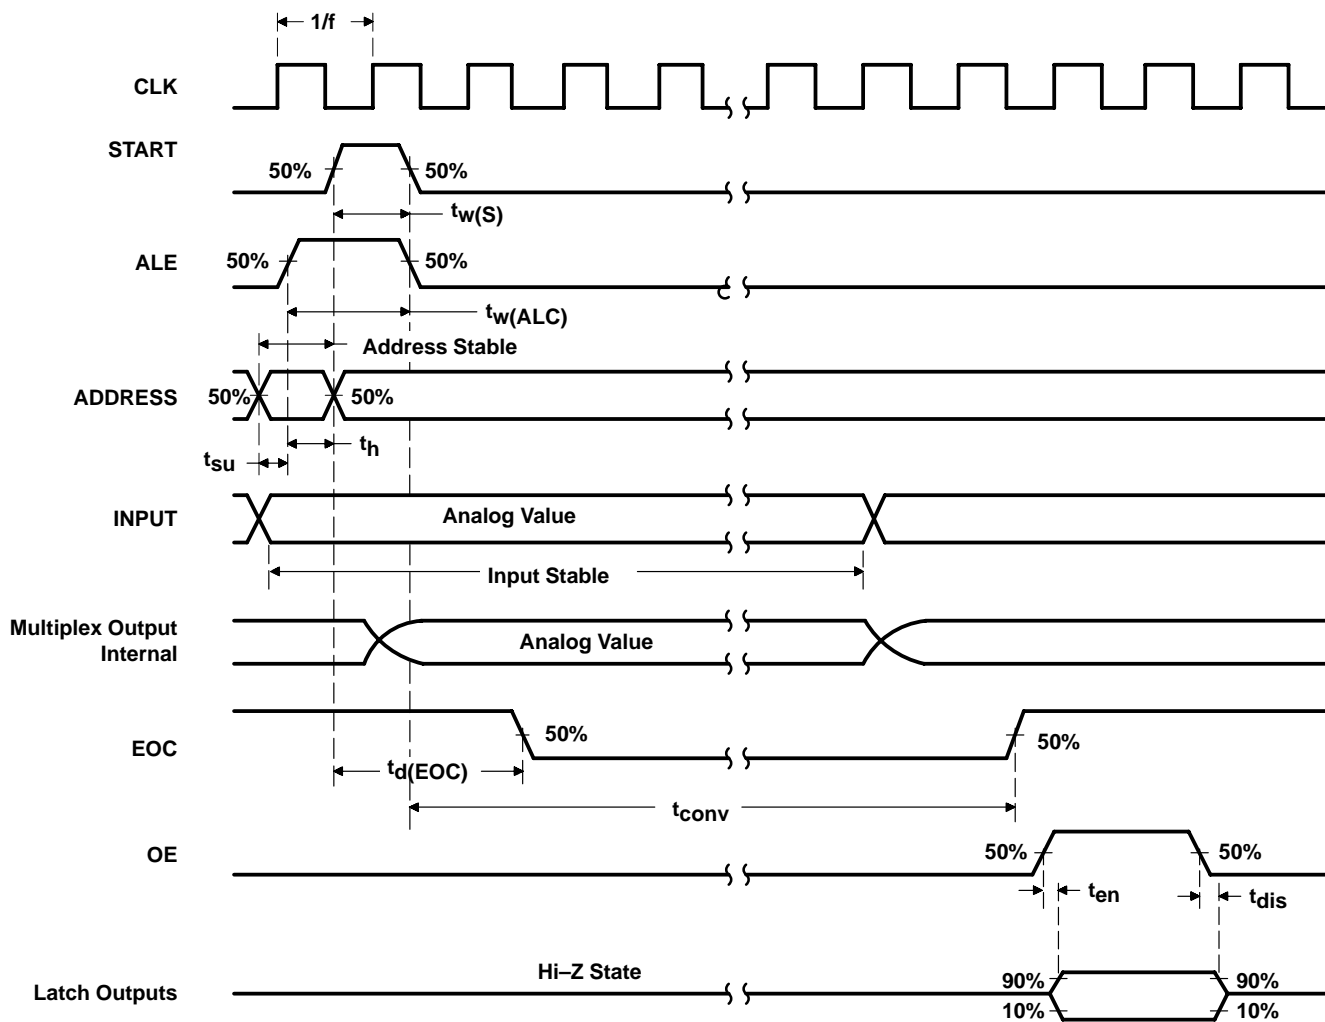 1/f
CLK
START
50%
50%
tw(S)
ALE
50%
50%
tw(ALC)
Address Stable
ADDRESS
50%
50%
th
tsu
INPUT
Analog Value
Input Stable
Multiplex Output
Internal
Analog Value
EOC
50%
50%
td(EOC)
tconv
OE
50%
50%
ten
tdis
Hi–Z State
Latch Outputs
90%
90%
10%
10%